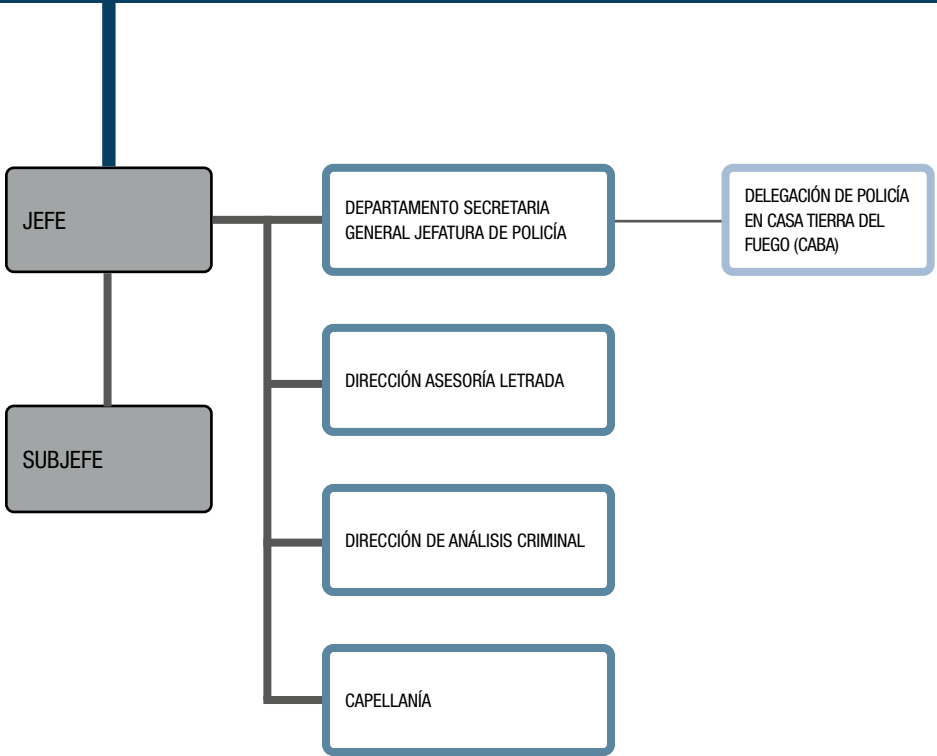 JEFE
DEPARTAMENTO SECRETARIA
GENERAL JEFATURA DE POLICÍA
DELEGACIÓN DE POLICÍA
EN CASA TIERRA DEL
FUEGO (CABA)
DIRECCIÓN ASESORÍA LETRADA
SUBJEFE
DIRECCIÓN DE ANÁLISIS CRIMINAL
CAPELLANÍA